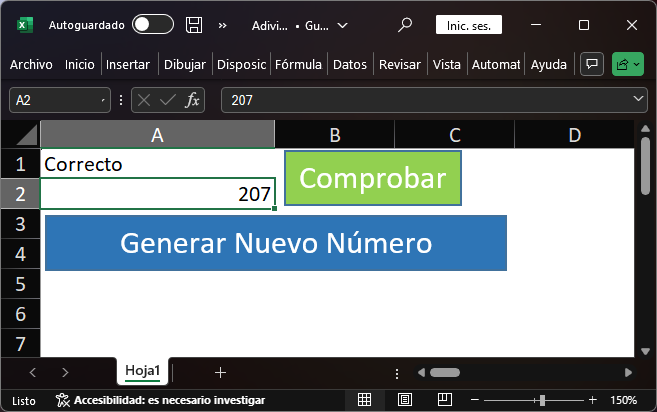 Autoguardado Adivi... • Gu... Inic. ses.
Archivo Inicio Insertar Dibujar Disposic Fórmula Datos Revisar Vista Automat Ayuda
A2 fx 207
A B C D
1 Correcto Comprobar
2 207
3 Generar Nuevo Número
4
5
6
7
Hoja1
Listo Accesibilidad: es necesario investigar 150%